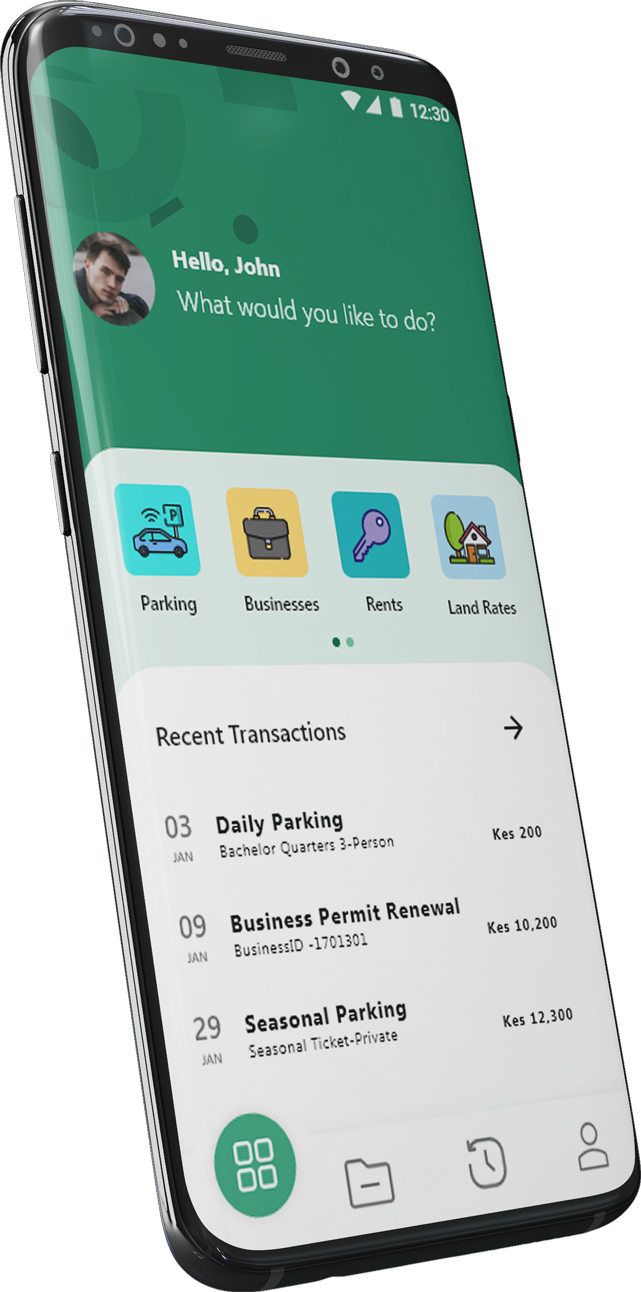 12:30
Hello, John
What would you like to do?
P
Parking
Businesses
Rents
Land Rates
Recent Transactions
03
JAN
Daily Parking
Bachelor Quarters 3-Person
Kes 200
09
JAN
Business Permit Renewal
BusinessID -1701301
Kes 10,200
29
JAN
Seasonal Parking
Seasonal Ticket-Private
Kes 12,300